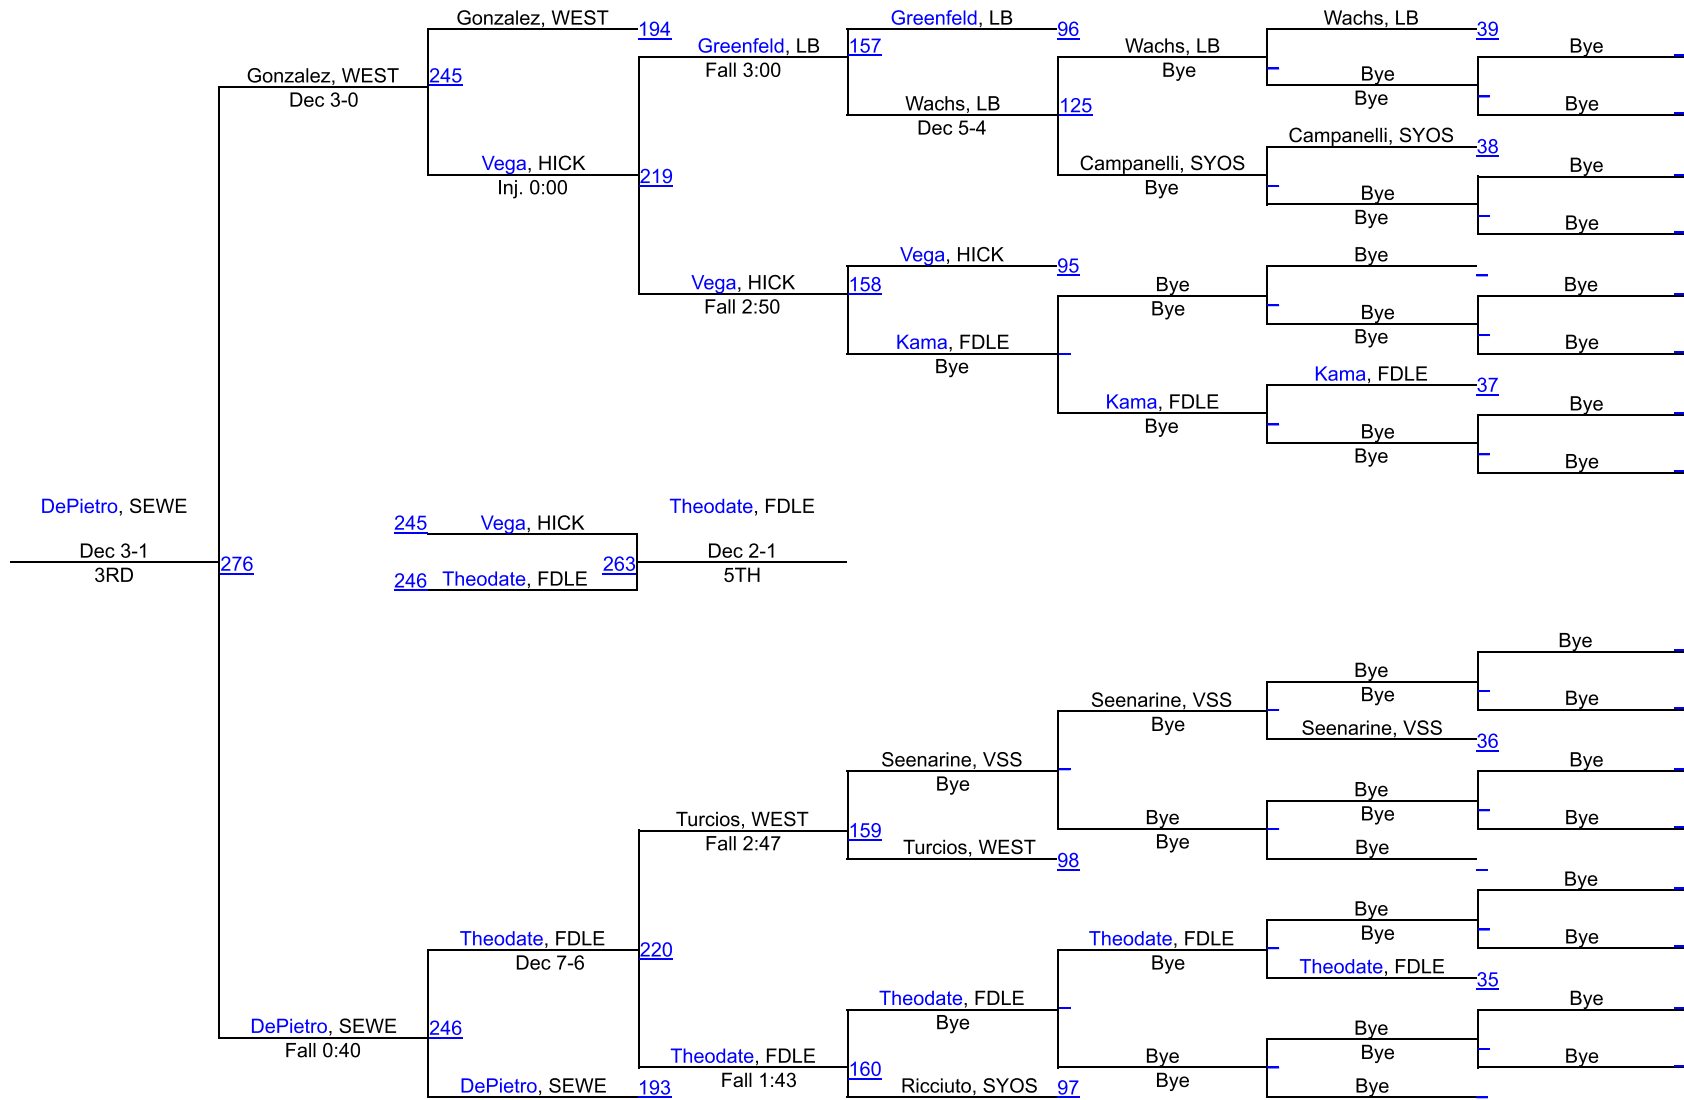 Gonzalez, WEST
194
Greenfeld, LB
96
Wachs, LB
39
Greenfeld, LB
157
Wachs, LB
Bye
Fall 3:00
Bye
Bye
Gonzalez, WEST
245
Bye
Dec 3-0
Wachs, LB
125
Bye
Dec 5-4
Campanelli, SYOS
38
Vega, HICK
219
Campanelli, SYOS
Bye
Inj. 0:00
Bye
Bye
Bye
Bye
Vega, HICK
95
Bye
Vega, HICK
158
Bye
Bye
Fall 2:50
Bye
Bye
Kama, FDLE
Bye
Bye
Bye
Kama, FDLE
37
Kama, FDLE
Bye
Bye
Bye
Bye
Bye
DePietro, SEWE
Theodate, FDLE
245
Vega, HICK
Dec 3-1
276
263
Dec 2-1
3RD
246
Theodate, FDLE
5TH
Bye
Bye
Bye
Seenarine, VSS
Bye
Bye
Seenarine, VSS
36
Seenarine, VSS
Bye
Bye
Bye
Turcios, WEST
159
Bye
Bye
Bye
Fall 2:47
Turcios, WEST
98
Bye
Bye
Bye
Theodate, FDLE
220
Theodate, FDLE
Bye
Bye
Dec 7-6
Bye
Theodate, FDLE
35
Theodate, FDLE
Bye
DePietro, SEWE
246
Bye
Bye
Fall 0:40
Bye
Theodate, FDLE
160
Bye
Bye
Fall 1:43
Bye
DePietro, SEWE
193
Ricciuto, SYOS
97
Bye